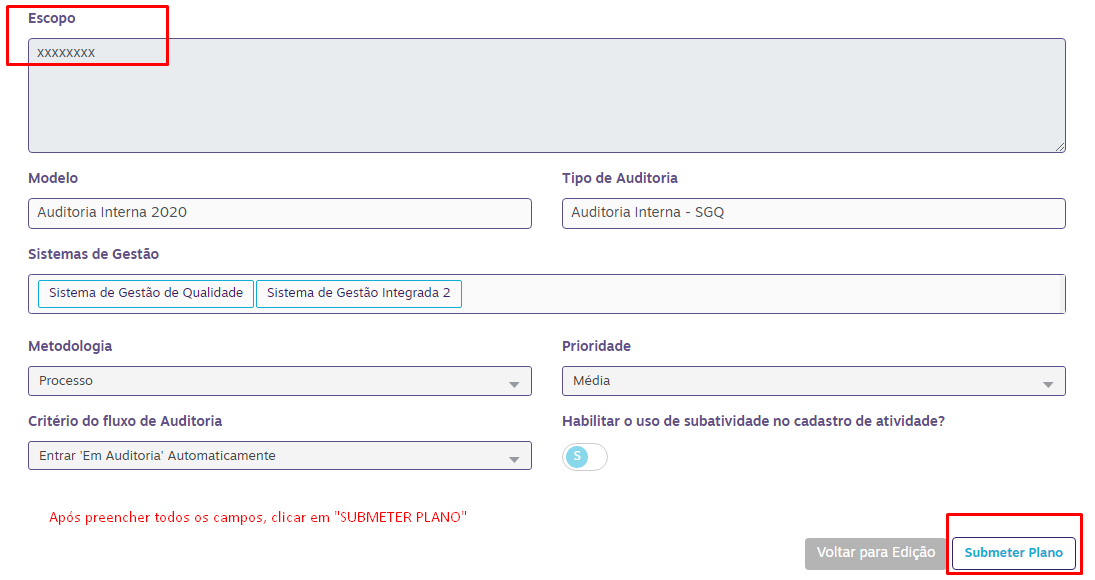 Escopo
xxxxxxxx
Modelo
Tipo de Auditoria
Auditoria Interna 2020
Auditoria Interna - SGQ
Sistemas de Gestão
Sistema de Gestão de Qualidade
Sistema de Gestão Integrada 2
Metodologia
Prioridade
Processo
Média
Critério do fluxo de Auditoria
Habilitar o uso de subatividade no cadastro de atividade?
Entrar 'Em Auditoria' Automaticamente
S
Após preencher todos os campos, clicar em "SUBMETER PLANO"
Voltar para Edição
Submeter Plano